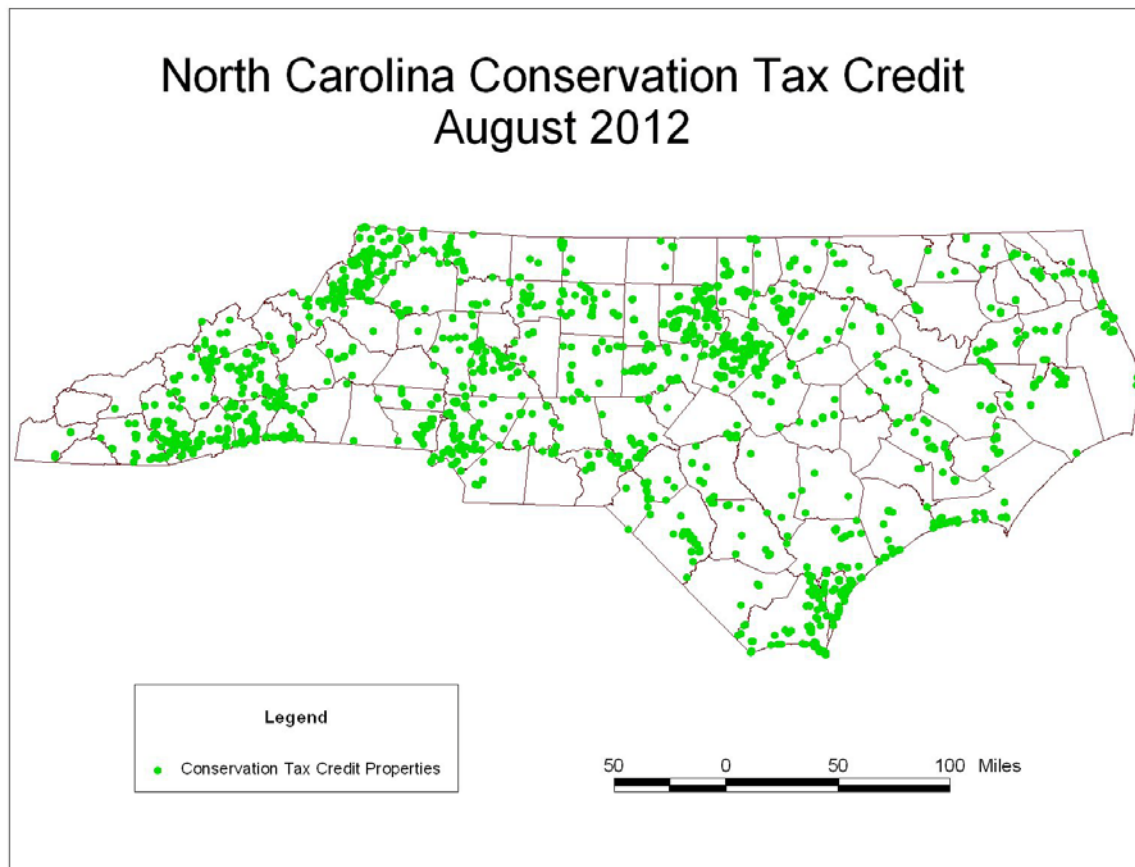 North Carolina Conservation Tax Credit
August 2012
Legend
Conservation Tax Credit Properties
50 0 50 100 Miles